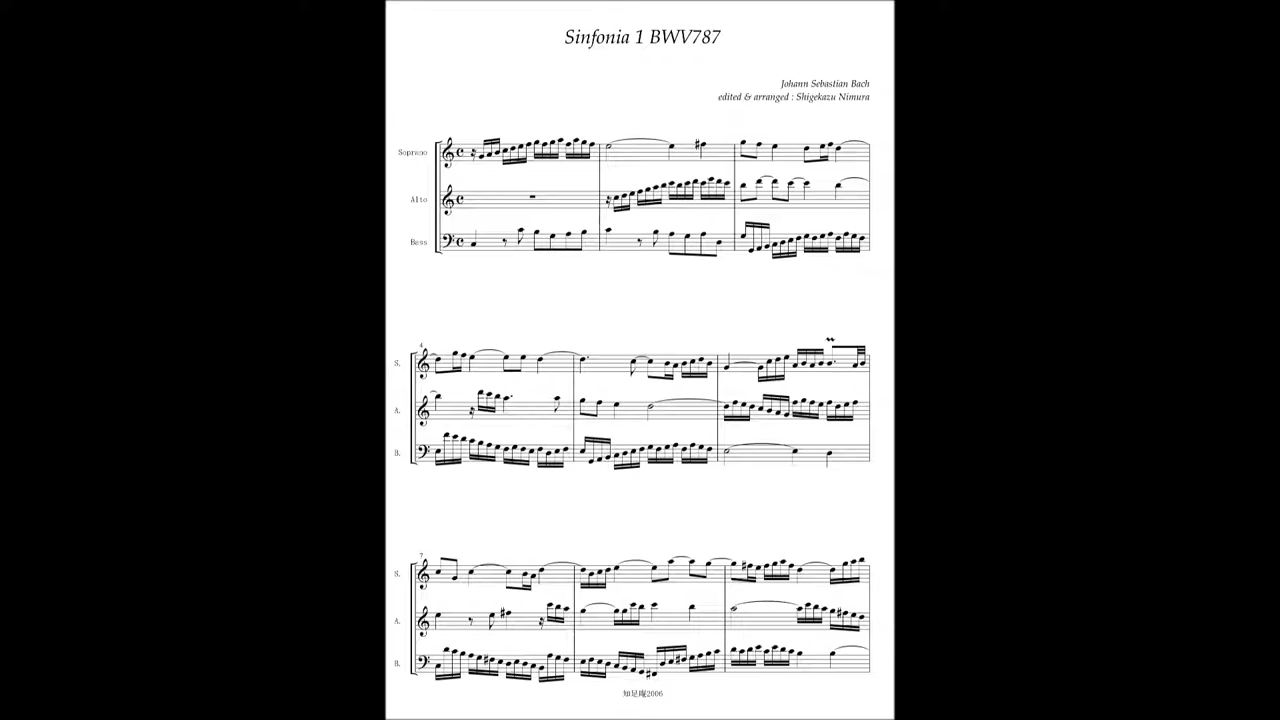 Sinfonia 1 BWV787
Johann Sebastian Bach
edited & arranged : Shigekazu Nimura
Soprano
Alto
Bass
4
S.
A.
B.
7
S.
A.
B.
知足庵2006